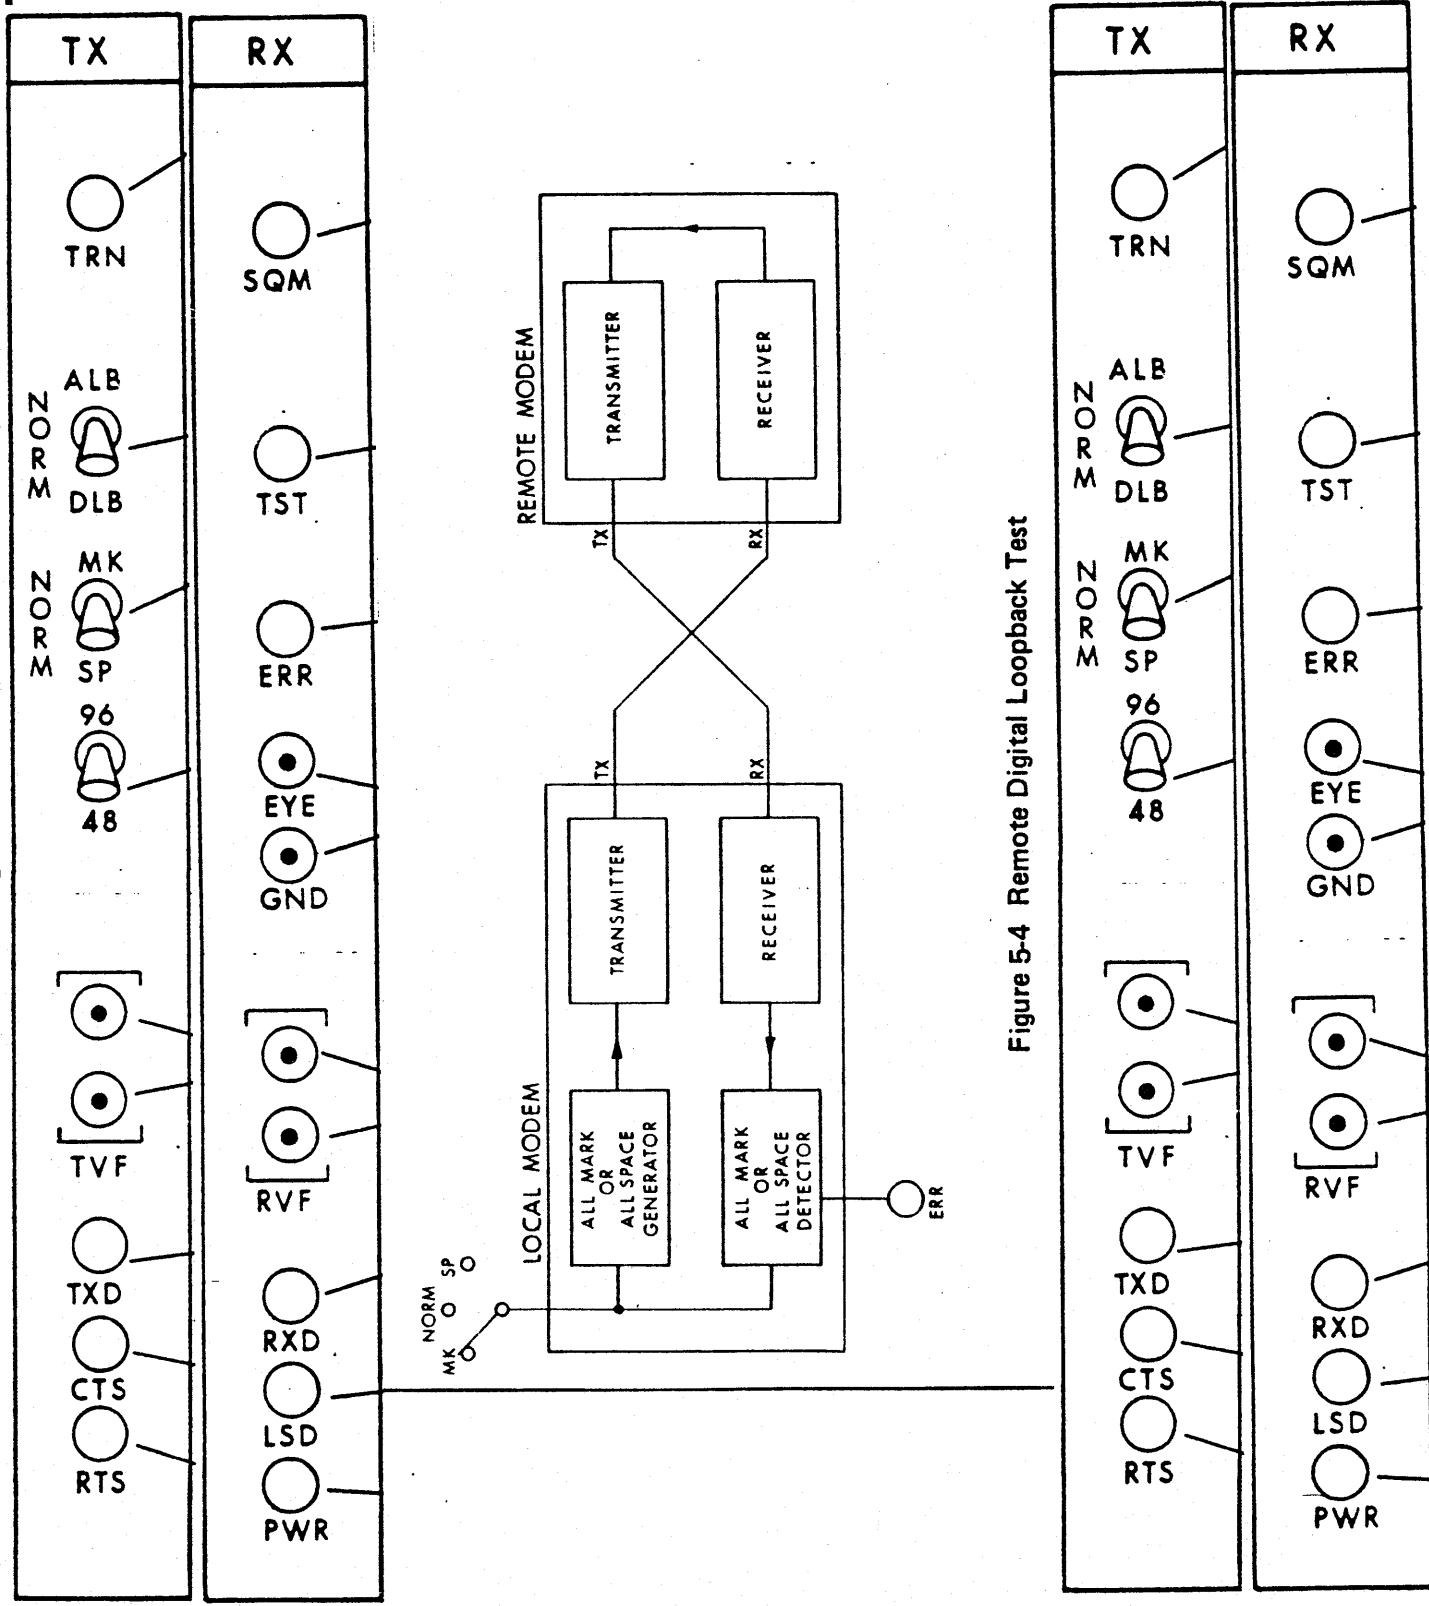 TX
TRN
NORM
ALB
DLB
NORM
MK
SP
96
48
TVF
TXD
CTS
RTS
RX
SQM
TST
ERR
EYE
GND
RVF
RXD
LSD
PWR
REMOTE MODEM
TRANSMITTER
RECEIVER
TX
RX
TX
RX
LOCAL MODEM
TRANSMITTER
RECEIVER
ALL MARK
OR
ALL SPACE
GENERATOR
ALL MARK
OR
ALL SPACE
DETECTOR
MK
NORM
SP
ERR
Figure 5-4 Remote Digital Loopback Test
TX
TRN
NORM
ALB
DLB
NORM
MK
SP
96
48
TVF
TXD
CTS
RTS
RX
SQM
TST
ERR
EYE
GND
RVF
RXD
LSD
PWR